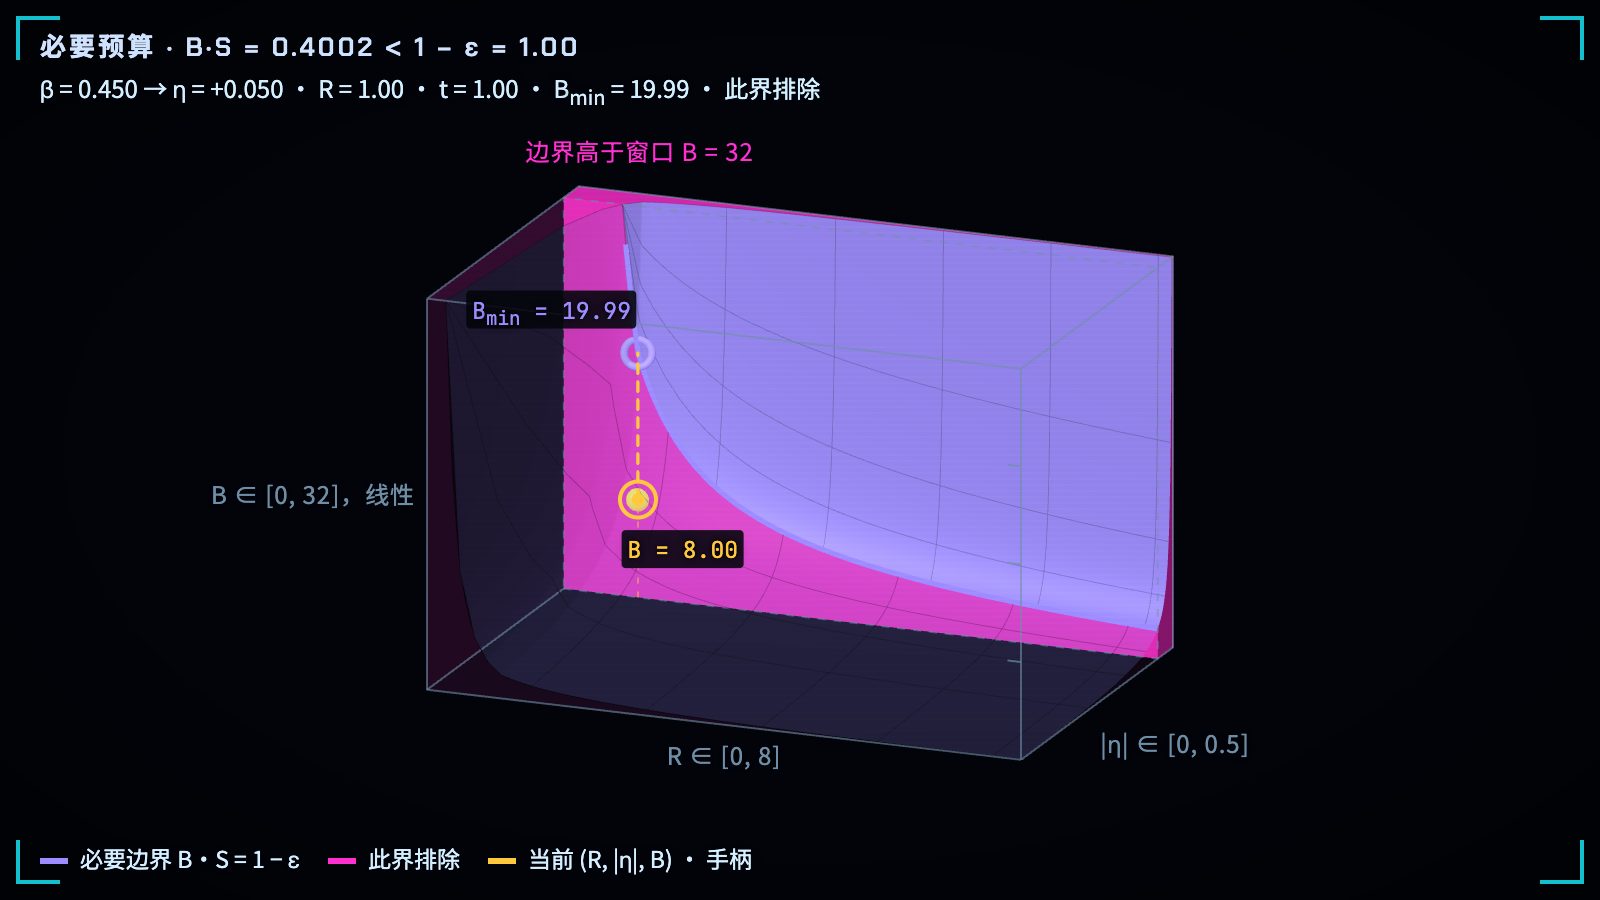 必要预算 · B·S = 0.4002 < 1 − ε = 1.00
β = 0.450 → η = +0.050 • R = 1.00 • t = 1.00 • Bmin = 19.99 • 此界排除
边界高于窗口 B = 32
Bmin = 19.99
B ∈ [0, 32]，线性
B = 8.00
|η| ∈ [0, 0.5]
R ∈ [0, 8]
必要边界 B • S = 1 − ε
此界排除
当前 (R, |η|, B) • 手柄